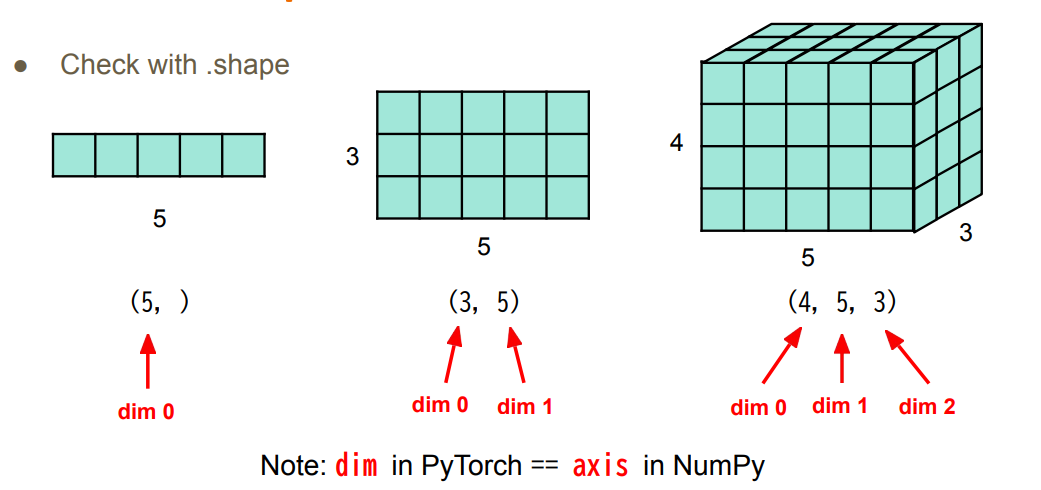 ● Check with .shape
5
3
5
4
5
3
(5, )
(3, 5)
(4, 5, 3)
dim 0
dim 0 dim 1
dim 0 dim 1 dim 2
Note: dim in PyTorch == axis in NumPy